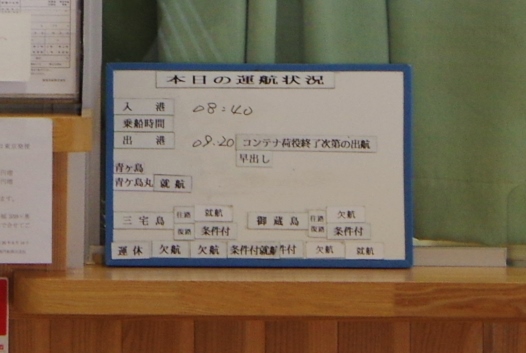 本日の運航状況
入港 08:40
乗船時間
出港 09.20 コンテナ荷役終了次第の出航
早出し
青ヶ島
青ヶ島丸 就航
三宅島 往路 就航 御蔵島 往路 欠航
復路 条件付 復路 条件付
運休 欠航 欠航 条件付 就航 条件付 欠航 就航